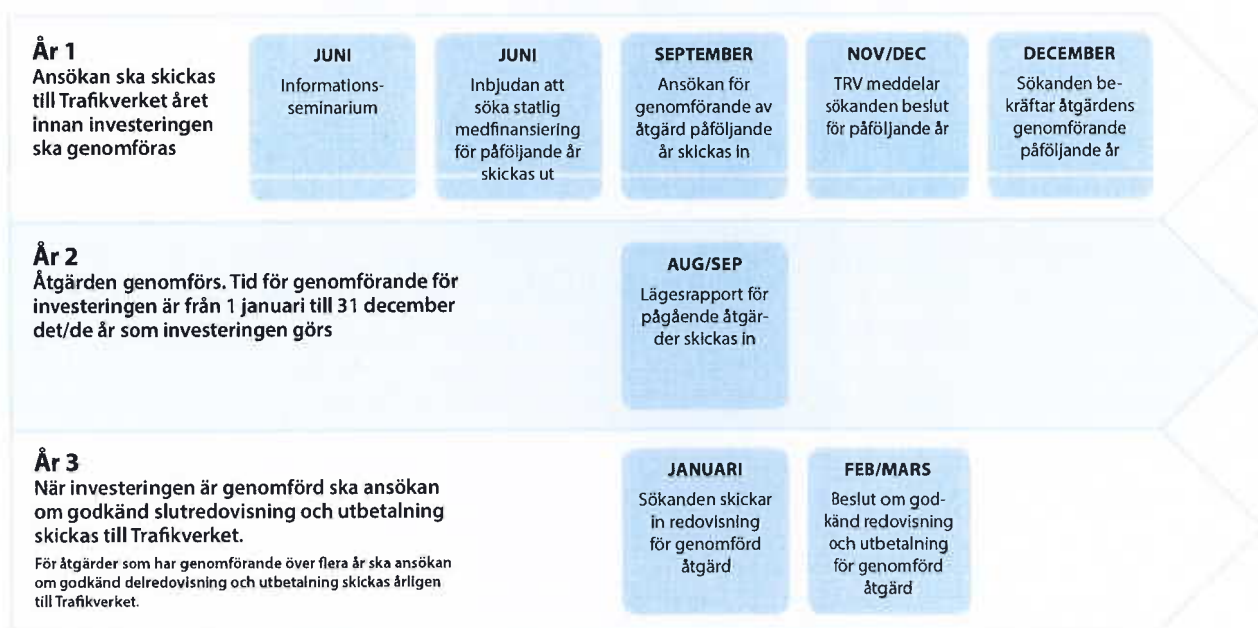 År 1
Ansökan ska skickas
till Trafikverket året
innan investeringen
ska genomföras
JUNI
Informations-
seminarium
JUNI
Inbjudan att
söka statlig
medfinansiering
för påföljande år
skickas ut
SEPTEMBER
Ansökan för
genomförande av
åtgärd påföljande
år skickas in
NOV/DEC
TRV meddelar
sökanden beslut
för påföljande år
DECEMBER
Sökanden be-
kräftar åtgärdens
genomförande
påföljande år
År 2
Åtgärden genomförs. Tid för genomförande för
investeringen är från 1 januari till 31 december
det/de år som investeringen görs
AUG/SEP
Lägesrapport för
pågående åtgär-
der skickas in
År 3
När investeringen är genomförd ska ansökan
om godkänd slutredovisning och utbetalning
skickas till Trafikverket.
För åtgärder som har genomförande över flera år ska ansökan
om godkänd delredovisning och utbetalning skickas årligen
till Trafikverket.
JANUARI
Sökanden skickar
in redovisning
för genomförd
åtgärd
FEB/MARS
Beslut om god-
känd redovisning
och utbetalning
för genomförd
åtgärd